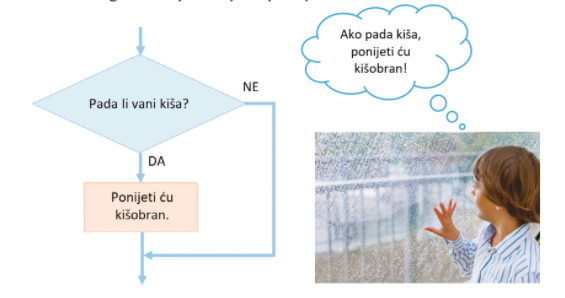 Ako pada kiša,
ponijeti ću
kišobran!
NE
Pada li vani kiša?
DA
Ponijeti ću
kišobran.